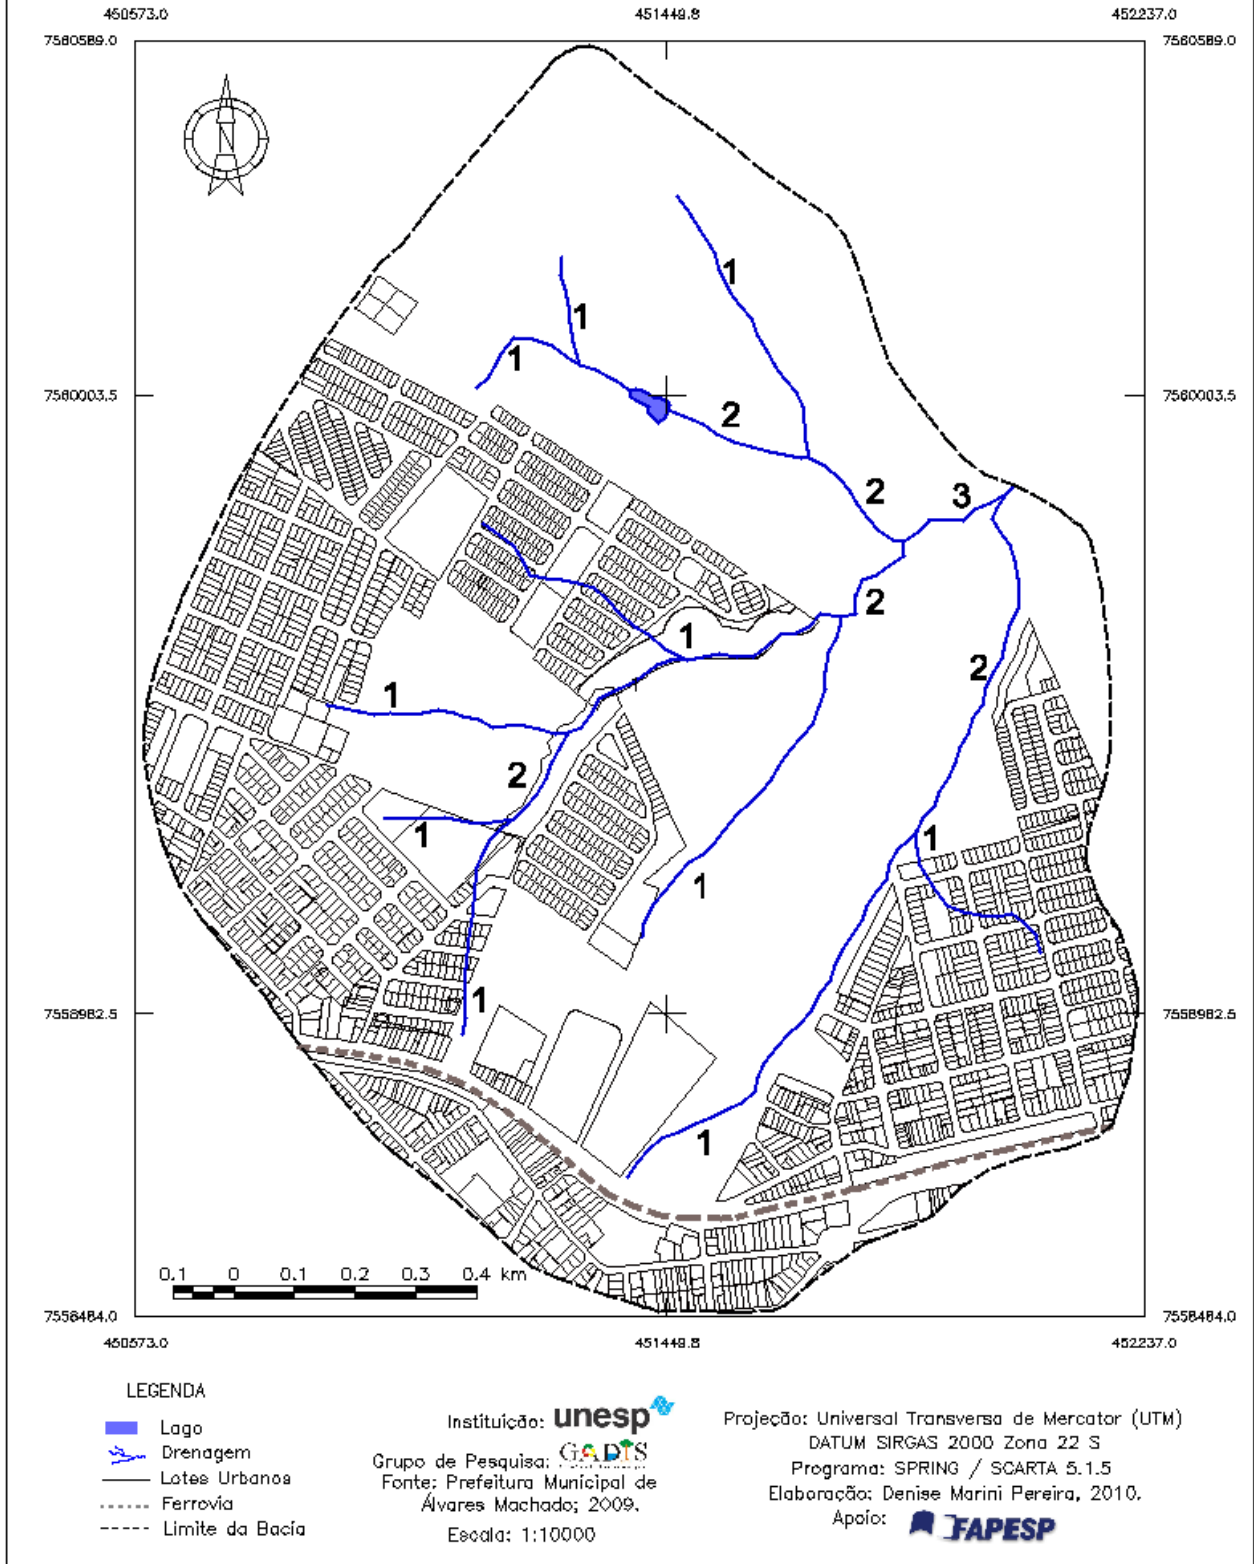 450573.0 451449.8 452237.0
7560589.0 7560589.0
N
1
1
1
7560003.5 7560003.5
2
2 3
2
1
2
1
2
1
1
1
7558982.5 1 7558982.5
1
0.1 0 0.1 0.2 0.3 0.4 km
7558484.0 7558484.0
450573.0 451449.8 452237.0
LEGENDA
Lago
Drenagem
Lotes Urbanos
Ferrovia
Limite da Bacia
Instituição: unesp
Grupo de Pesquisa: GADIS
Fonte: Prefeitura Municipal de
Álvares Machado; 2009.
Escala: 1:10000
Projeção: Universal Transversa de Mercator (UTM)
DATUM SIRGAS 2000 Zona 22 S
Programa: SPRING / SCARTA 5.1.5
Elaboração: Denise Marini Pereira, 2010.
Apoio: FAPESP